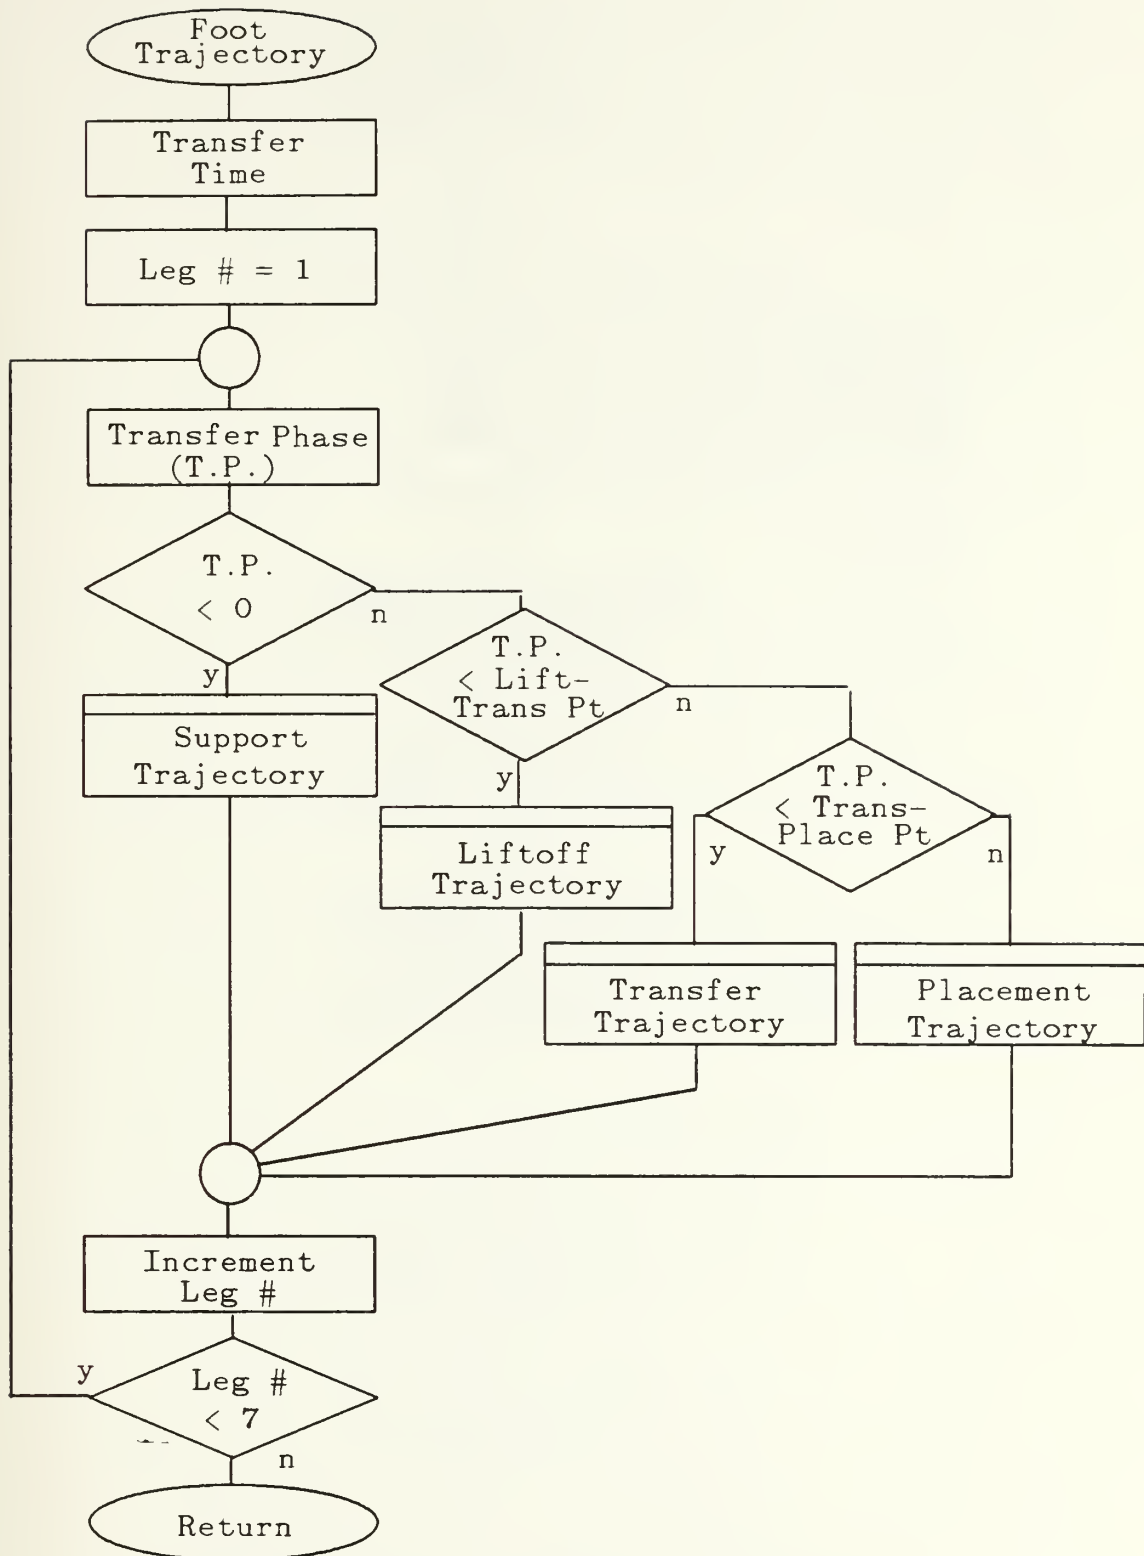 Foot
Trajectory
Transfer
Time
Leg # = 1
Transfer Phase
(T.P.)
T.P.
< 0
n
y
T.P.
< Lift-
Trans Pt
n
y
Support
Trajectory
T.P.
< Trans-
Place Pt
y
n
Liftoff
Trajectory
Transfer
Trajectory
Placement
Trajectory
Increment
Leg #
y
Leg #
< 7
n
Return